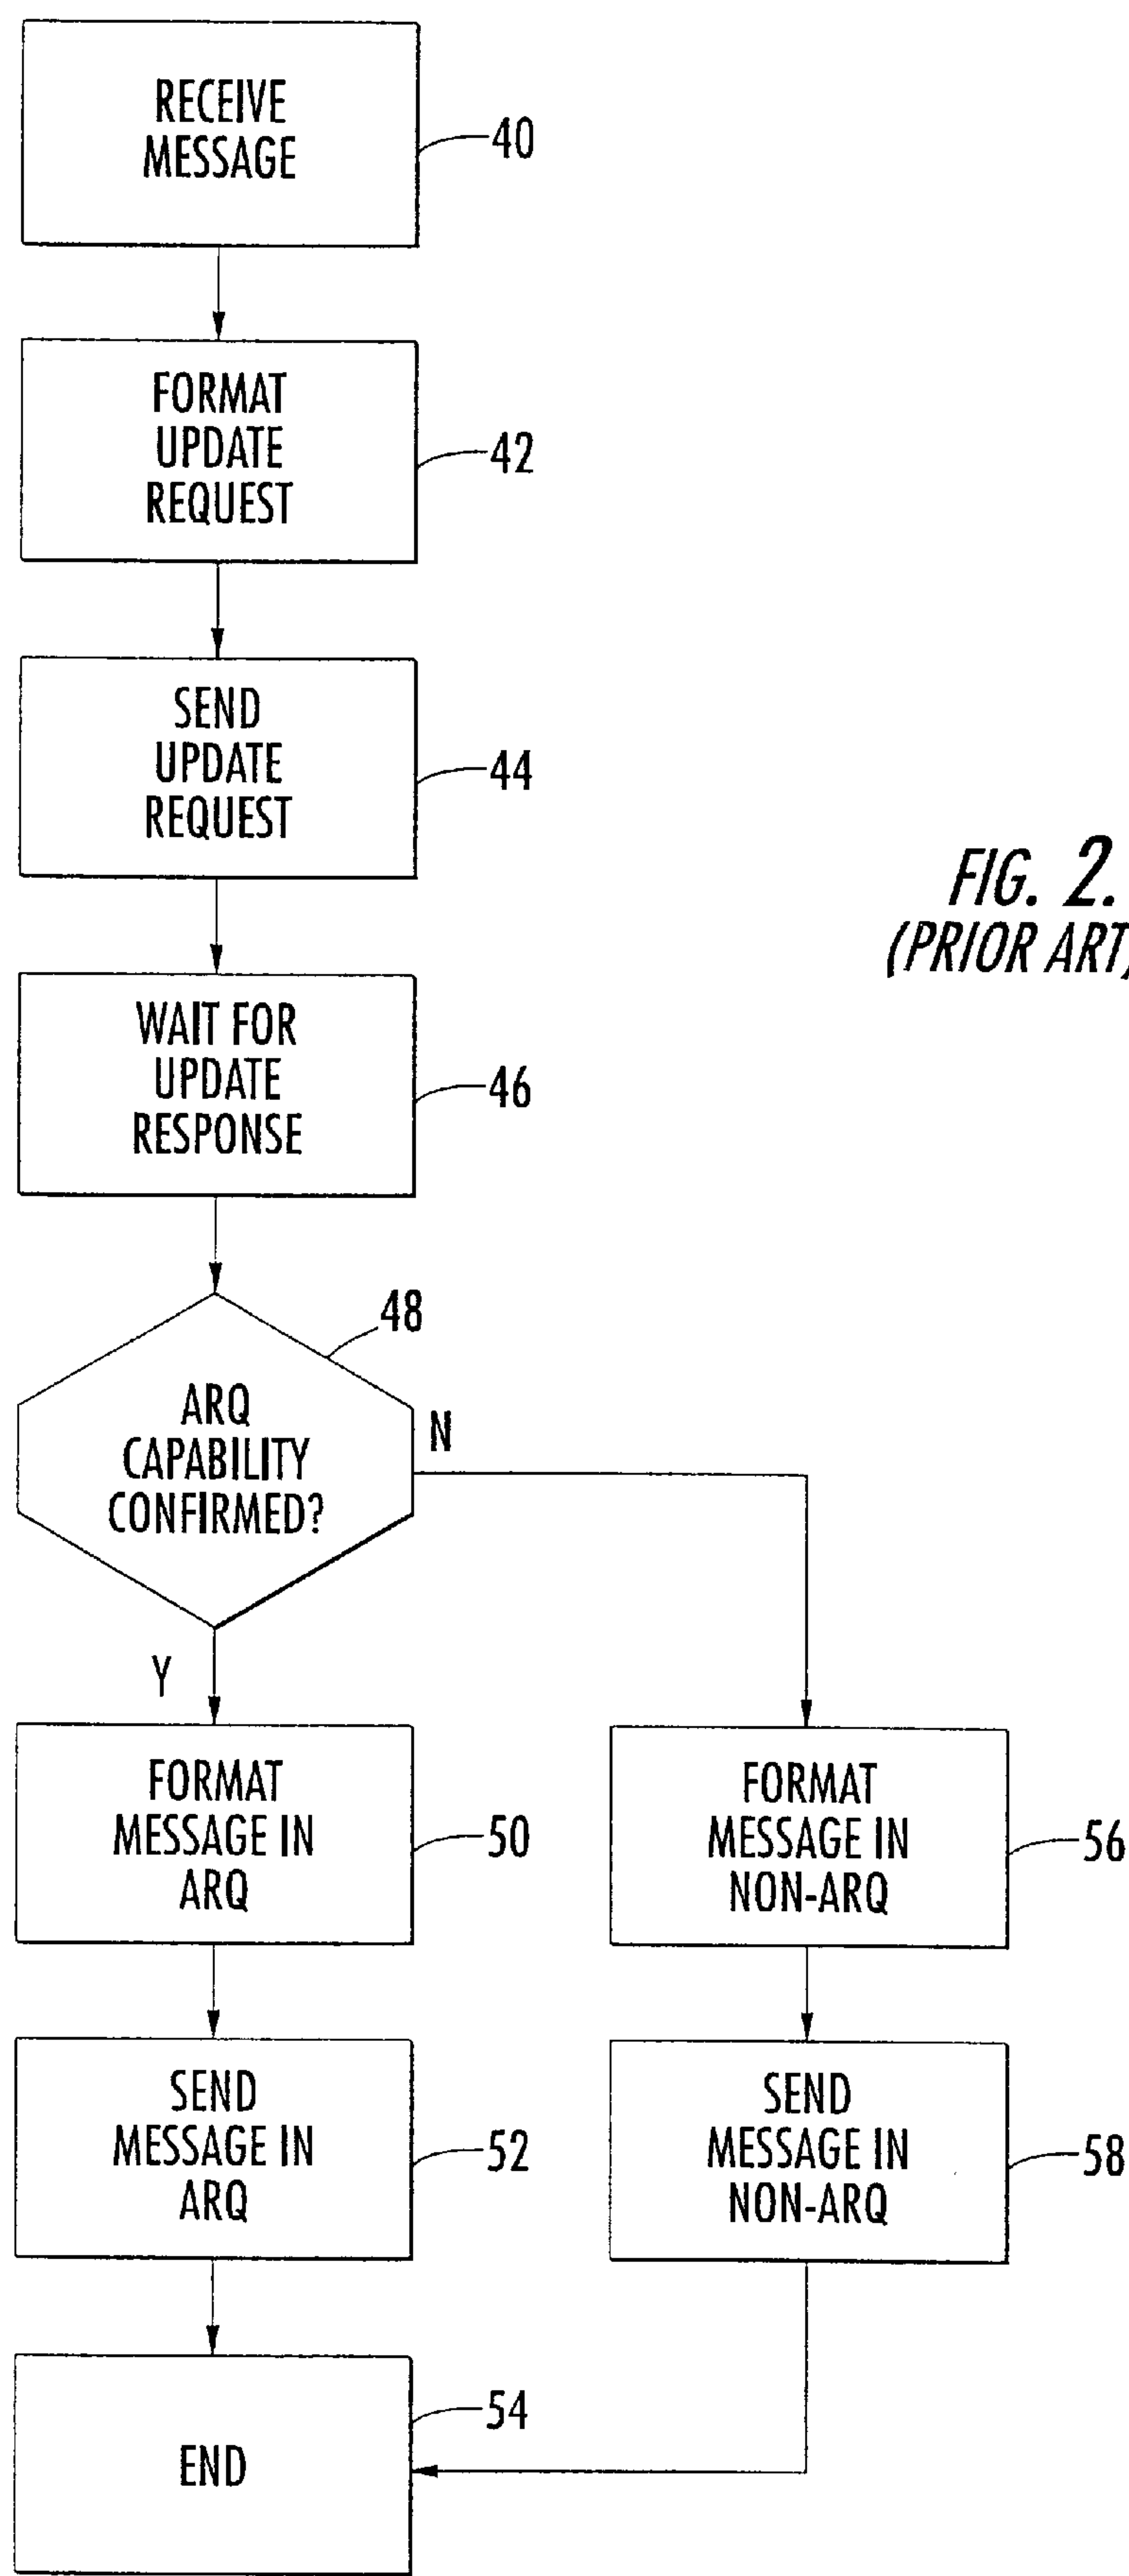 RECEIVE
MESSAGE
40
FORMAT
UPDATE
REQUEST
42
SEND
UPDATE
REQUEST
44
FIG. 2.
(PRIOR ART)
WAIT FOR
UPDATE
RESPONSE
46
48
ARQ
CAPABILITY
CONFIRMED?
N
Y
FORMAT
MESSAGE IN
ARQ
50
FORMAT
MESSAGE IN
NON-ARQ
56
SEND
MESSAGE IN
ARQ
52
SEND
MESSAGE IN
NON-ARQ
58
END
54